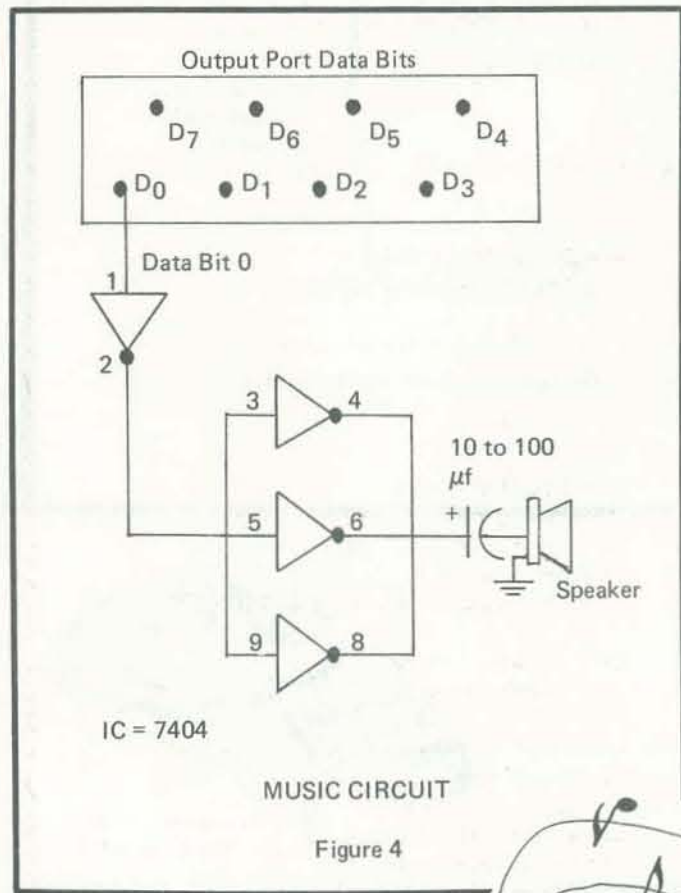 Output Port Data Bits
D7 D6 D5 D4
D0 D1 D2 D3
Data Bit 0
1
2
3 4
10 to 100
μf
+
5 6
Speaker
9 8
IC = 7404
MUSIC CIRCUIT
Figure 4